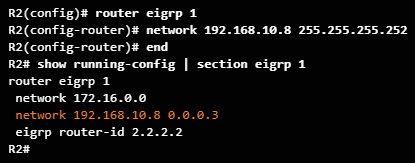 R2(config)# router eigrp 1
R2(config-router)# network 192.168.10.8 255.255.255.252
R2(config-router)# end
R2# show running-config | section eigrp 1
router eigrp 1
 network 172.16.0.0
 network 192.168.10.8 0.0.0.3
 eigrp router-id 2.2.2.2
R2#